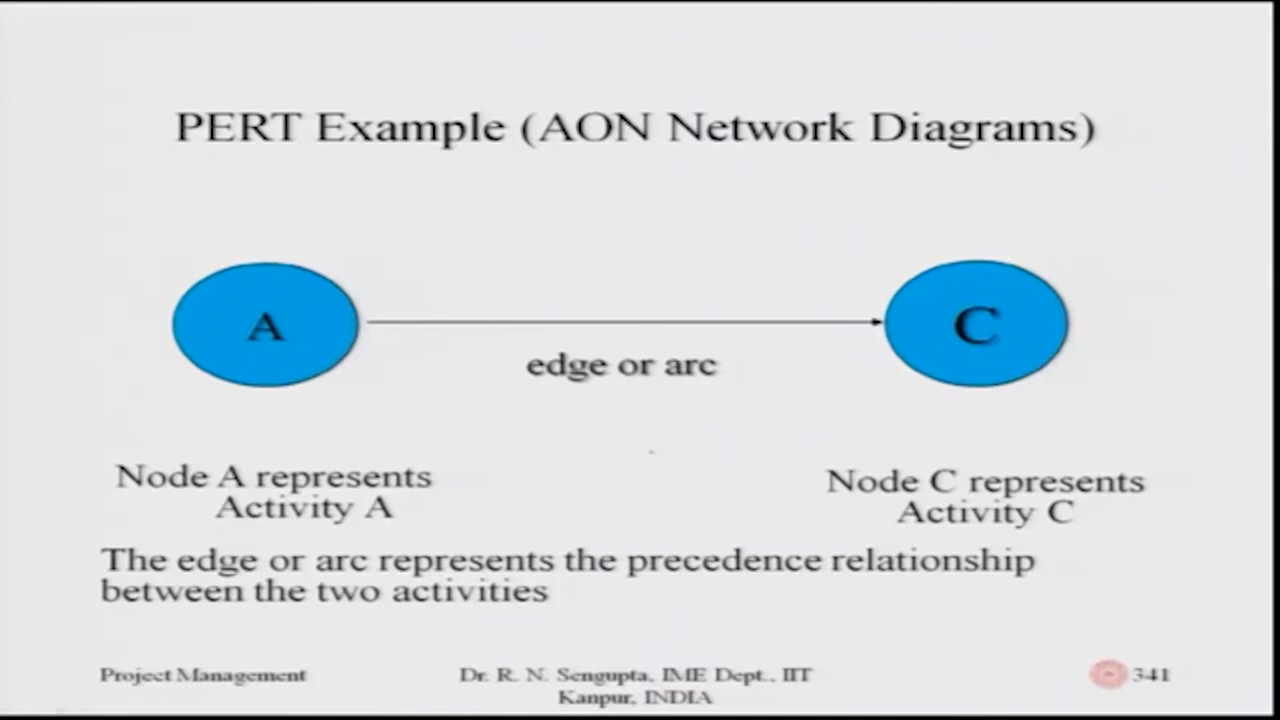 PERT Example (AON Network Diagrams)
A
C
edge or arc
Node A represents
Activity A
Node C represents
Activity C
The edge or arc represents the precedence relationship
between the two activities
Project Management
Dr. R. N. Sengupta, IME Dept., IIT
Kanpur, INDIA
341